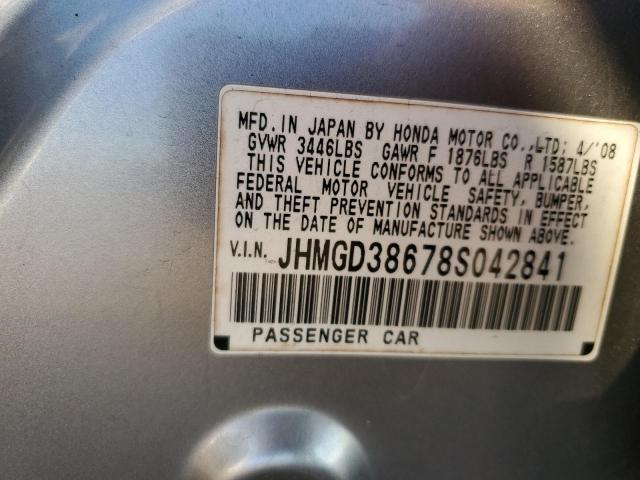 MFD.IN JAPAN BY HONDA MOTOR CO.,LTD; 4/'08
GVWR 3446LBS GAWR F 1876LBS R 1587LBS
THIS VEHICLE CONFORMS TO ALL APPLICABLE
FEDERAL MOTOR VEHICLE SAFETY, BUMPER,
AND THEFT PREVENTION STANDARDS IN EFFECT
ON THE DATE OF MANUFACTURE SHOWN ABOVE.
V.I.N. JHMGD38678S042841
PASSENGER CAR